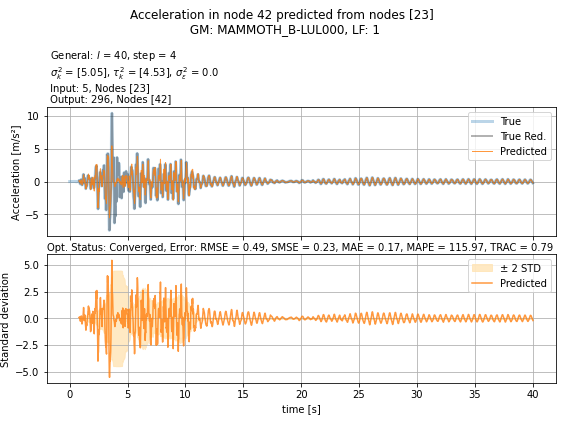 Acceleration in node 42 predicted from nodes [23]
GM: MAMMOTH_B-LUL000, LF: 1
General: l = 40, step = 4
σ²ₖ = [5.05], τ²ₖ = [4.53], σ²ε = 0.0
Input: 5, Nodes [23]
Output: 296, Nodes [42]
Acceleration [m/s²]
10
5
0
−5
True
True Red.
Predicted
Opt. Status: Converged, Error: RMSE = 0.49, SMSE = 0.23, MAE = 0.17, MAPE = 115.97, TRAC = 0.79
Standard deviation
5.0
2.5
0.0
−2.5
−5.0
± 2 STD
Predicted
0 5 10 15 20 25 30 35 40
time [s]